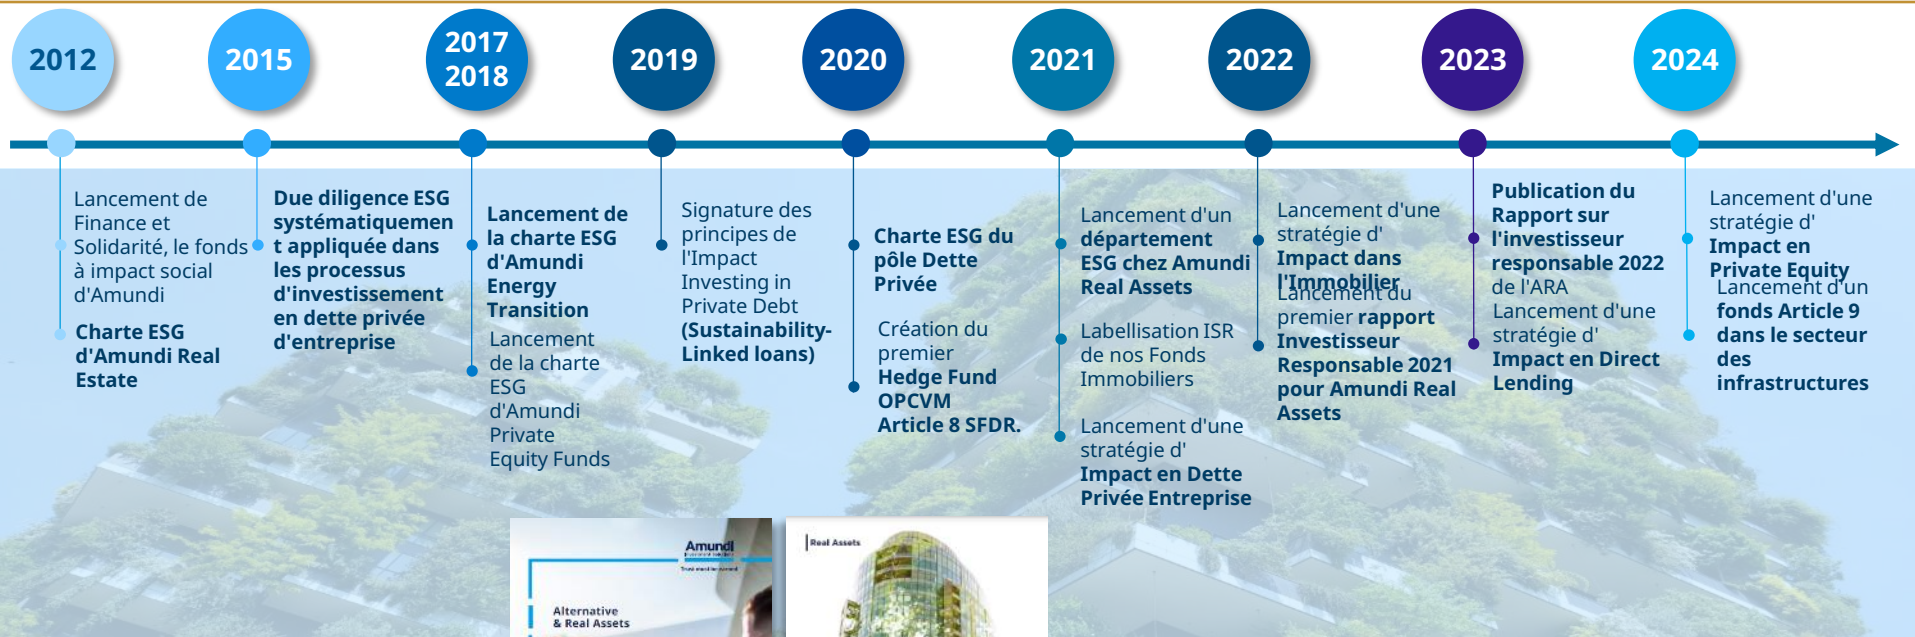 2012
2015
2017
2018
2019
2020
2021
2022
2023
2024
Lancement de
Finance et
Solidarité, le fonds
à impact social
d'Amundi
Charte ESG
d'Amundi Real
Estate
Due diligence ESG
systématiquemen
t appliquée dans
les processus
d'investissement
en dette privée
d'entreprise
Lancement de
la charte ESG
d'Amundi
Energy
Transition
Lancement
de la charte
ESG
d'Amundi
Private
Equity Funds
Signature des
principes de
l'Impact
Investing in
Private Debt
(Sustainability-
Linked loans)
Charte ESG du
pôle Dette
Privée
Création du
premier
Hedge Fund
OPCVM
Article 8 SFDR.
Lancement d'un
département
ESG chez Amundi
Real Assets
Labellisation ISR
de nos Fonds
Immobiliers
Lancement d'une
stratégie d'
Impact en Dette
Privée Entreprise
Lancement d'une
stratégie d'
Impact dans
l'Immobilier
Lancement du
premier rapport
Investisseur
Responsable 2021
pour Amundi Real
Assets
Publication du
Rapport sur
l'investisseur
responsable 2022
de l'ARA
Lancement d'une
stratégie d'
Impact en Direct
Lending
Lancement d'une
stratégie d'
Impact en
Private Equity
Lancement d'un
fonds Article 9
dans le secteur
des
infrastructures
Amundi
Trust must be earned
Alternative
& Real Assets
Real Assets